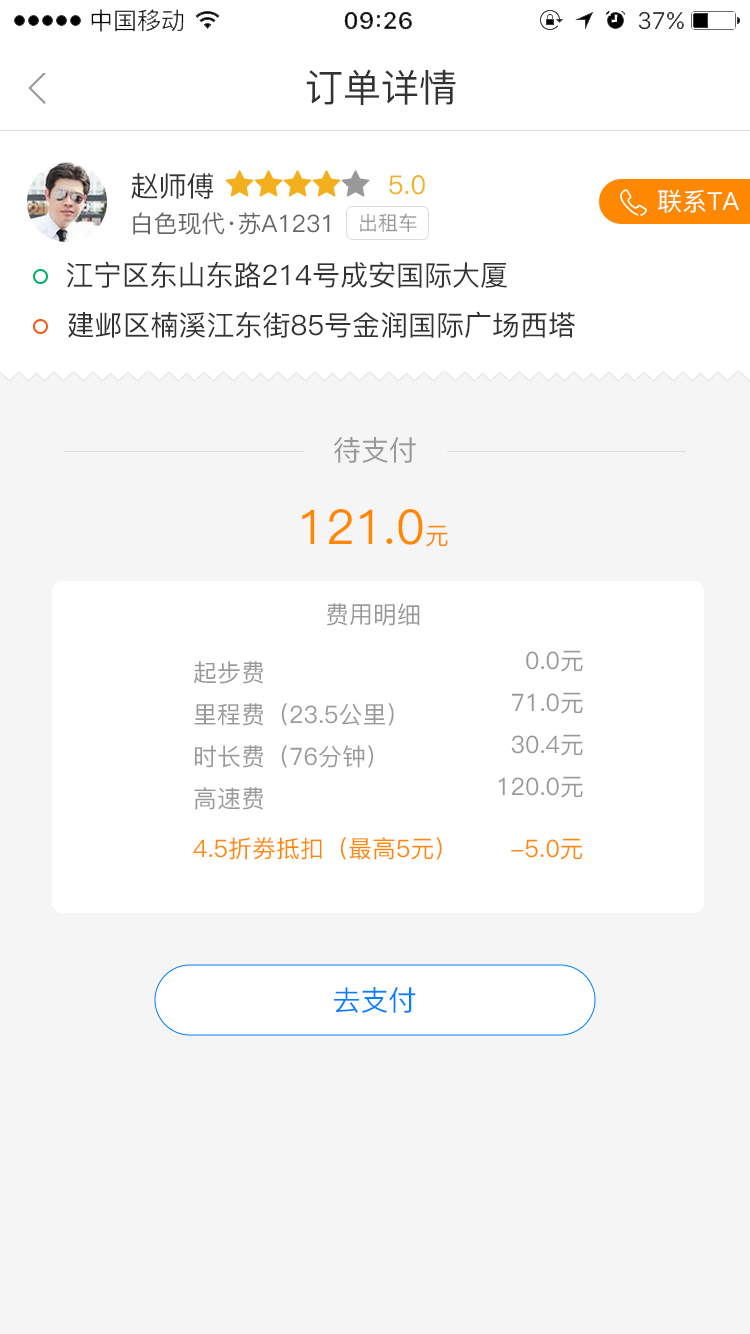 中国移动 09:26 37%
订单详情
赵师傅 5.0
白色现代·苏A1231 出租车
联系TA
江宁区东山东路214号成安国际大厦
建邺区楠溪江东街85号金润国际广场西塔
待支付
121.0元
费用明细
起步费 0.0元
里程费（23.5公里） 71.0元
时长费（76分钟） 30.4元
高速费 120.0元
4.5折劵抵扣（最高5元） –5.0元
去支付